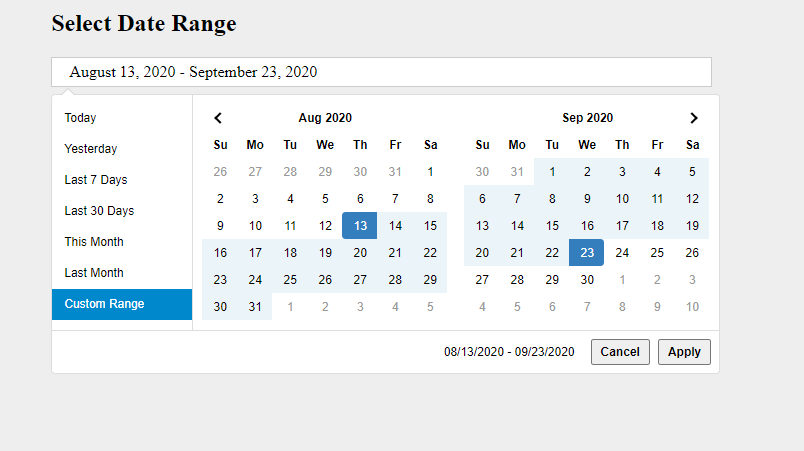 Select Date Range
August 13, 2020 - September 23, 2020
Today
Yesterday
Last 7 Days
Last 30 Days
This Month
Last Month
Custom Range
Aug 2020
Su Mo Tu We Th Fr Sa
26 27 28 29 30 31 1
2 3 4 5 6 7 8
9 10 11 12 13 14 15
16 17 18 19 20 21 22
23 24 25 26 27 28 29
30 31 1 2 3 4 5
Sep 2020
Su Mo Tu We Th Fr Sa
30 31 1 2 3 4 5
6 7 8 9 10 11 12
13 14 15 16 17 18 19
20 21 22 23 24 25 26
27 28 29 30 1 2 3
4 5 6 7 8 9 10
08/13/2020 - 09/23/2020 Cancel Apply